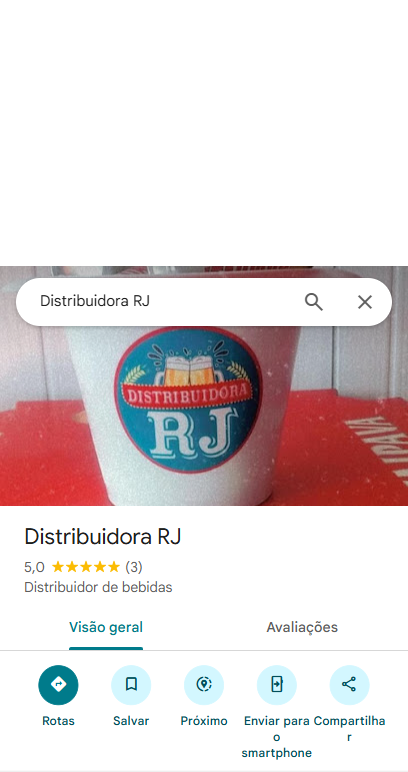 Distribuidora RJ
DISTRIBUIDORA
RJ
Distribuidora RJ
5,0 (3)
Distribuidor de bebidas
Visão geral
Avaliações
Rotas
Salvar
Próximo
Enviar para
o
smartphone
Compartilha
r